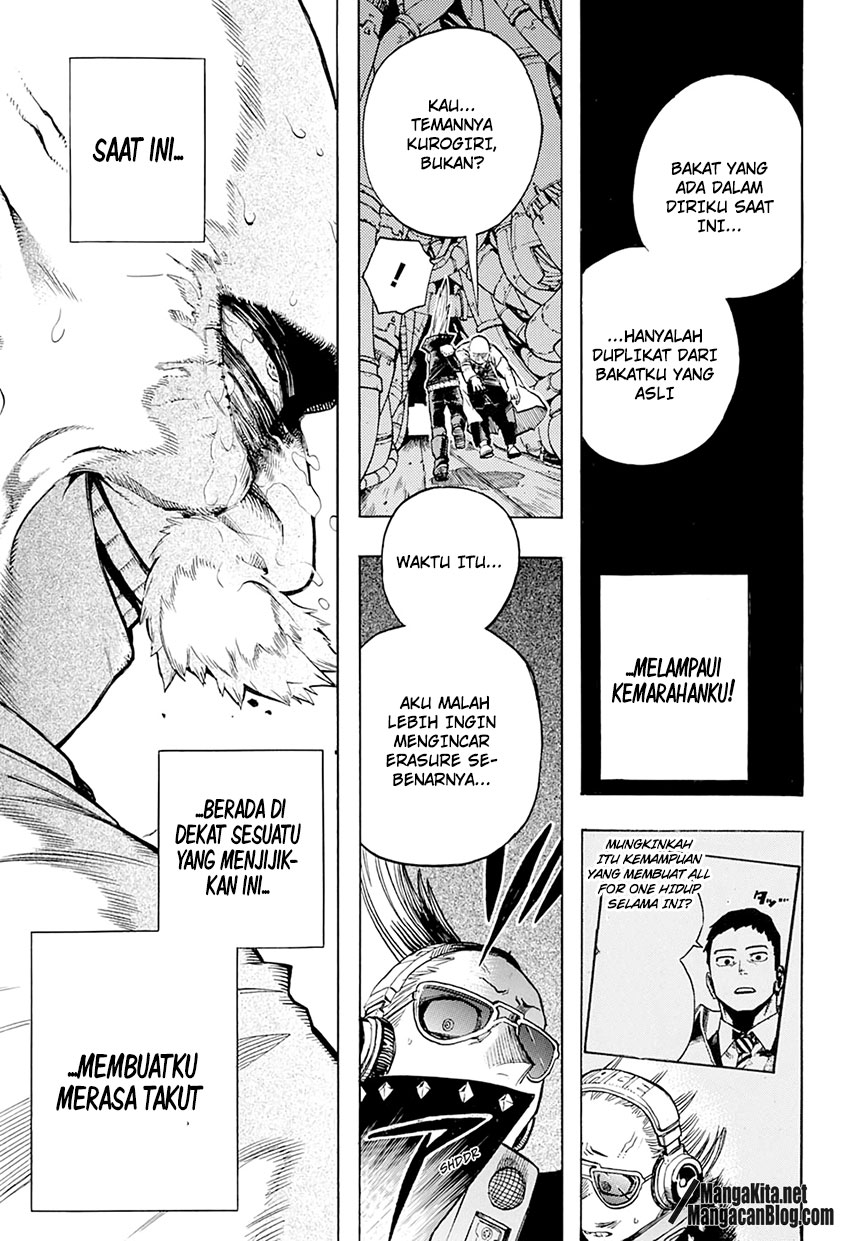 BAKAT YANG
ADA DALAM
DIRIKU SAAT
INI...
...HANYALAH
DUPLIKAT DARI
BAKATKU YANG
ASLI
...MELAMPAUI
KEMARAHANKU!
MUNGKINKAH
ITU KEMAMPUAN
YANG MEMBUAT ALL
FOR ONE HIDUP
SELAMA INI?
KAU...
TEMANNYA
KUROGIRI,
BUKAN?
!
WAKTU ITU...
AKU MALAH
LEBIH INGIN
MENGINCAR
ERASURE SE-
BENARNYA...
SHDDR
SAAT INI...
...BERADA DI
DEKAT SESUATU
YANG MENJIJIK-
KAN INI...
...MEMBUATKU
MERASA TAKUT
MangaKita.net
MangacanBlog.com